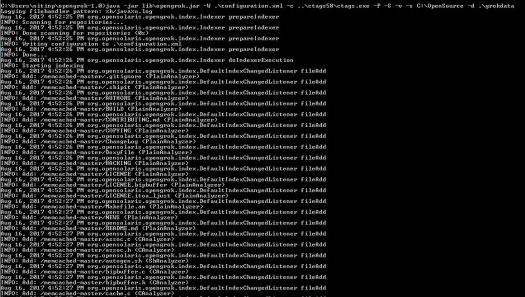 C:\Users\nitinp\opengrok-1.0>java -jar lib\opengrok.jar -W .\configuration.xml -c ..\ctags58\ctags.exe -P -S -v -s C:\OpenSource -d .\grokdata
Logging filehandler pattern:
Aug 16, 2017 4:52:25 PM org.opensolaris.opengrok.index.Indexer prepareIndexer
INFO: Scanning for repositories...
Aug 16, 2017 4:52:25 PM org.opensolaris.opengrok.index.Indexer prepareIndexer
INFO: Done scanning for repositories (0s)
Aug 16, 2017 4:52:25 PM org.opensolaris.opengrok.index.Indexer prepareIndexer
INFO: Writing configuration to .\configuration.xml
Aug 16, 2017 4:52:25 PM org.opensolaris.opengrok.index.Indexer prepareIndexer
INFO: Done...
Aug 16, 2017 4:52:25 PM org.opensolaris.opengrok.index.Indexer doIndexerExecution
INFO: Starting indexing
Aug 16, 2017 4:52:26 PM org.opensolaris.opengrok.index.DefaultIndexChangedListener fileAdd
INFO: Add: /memcached-master/.gitignore (PlainAnalyzer)
Aug 16, 2017 4:52:26 PM org.opensolaris.opengrok.index.DefaultIndexChangedListener fileAdd
INFO: Add: /memcached-master/.shipit (PlainAnalyzer)
Aug 16, 2017 4:52:26 PM org.opensolaris.opengrok.index.DefaultIndexChangedListener fileAdd
INFO: Add: /memcached-master/AUTHORS (PlainAnalyzer)
Aug 16, 2017 4:52:26 PM org.opensolaris.opengrok.index.DefaultIndexChangedListener fileAdd
INFO: Add: /memcached-master/BUILD (PlainAnalyzer)
Aug 16, 2017 4:52:26 PM org.opensolaris.opengrok.index.DefaultIndexChangedListener fileAdd
INFO: Add: /memcached-master/CONTRIBUTING.md (PlainAnalyzer)
Aug 16, 2017 4:52:26 PM org.opensolaris.opengrok.index.DefaultIndexChangedListener fileAdd
INFO: Add: /memcached-master/COPYING (PlainAnalyzer)
Aug 16, 2017 4:52:26 PM org.opensolaris.opengrok.index.DefaultIndexChangedListener fileAdd
INFO: Add: /memcached-master/ChangeLog (PlainAnalyzer)
Aug 16, 2017 4:52:26 PM org.opensolaris.opengrok.index.DefaultIndexChangedListener fileAdd
INFO: Add: /memcached-master/Doxyfile (PlainAnalyzer)
Aug 16, 2017 4:52:26 PM org.opensolaris.opengrok.index.DefaultIndexChangedListener fileAdd
INFO: Add: /memcached-master/HACKING (PlainAnalyzer)
Aug 16, 2017 4:52:26 PM org.opensolaris.opengrok.index.DefaultIndexChangedListener fileAdd
INFO: Add: /memcached-master/LICENSE (PlainAnalyzer)
Aug 16, 2017 4:52:26 PM org.opensolaris.opengrok.index.DefaultIndexChangedListener fileAdd
INFO: Add: /memcached-master/LICENSE.bipbuffer (PlainAnalyzer)
Aug 16, 2017 4:52:26 PM org.opensolaris.opengrok.index.DefaultIndexChangedListener fileAdd
INFO: Add: /memcached-master/LICENSE.itoa_ljust (PlainAnalyzer)
Aug 16, 2017 4:52:27 PM org.opensolaris.opengrok.index.DefaultIndexChangedListener fileAdd
INFO: Add: /memcached-master/Makefile.am (PlainAnalyzer)
Aug 16, 2017 4:52:27 PM org.opensolaris.opengrok.index.DefaultIndexChangedListener fileAdd
INFO: Add: /memcached-master/NEWS (PlainAnalyzer)
Aug 16, 2017 4:52:27 PM org.opensolaris.opengrok.index.DefaultIndexChangedListener fileAdd
INFO: Add: /memcached-master/README.md (PlainAnalyzer)
Aug 16, 2017 4:52:27 PM org.opensolaris.opengrok.index.DefaultIndexChangedListener fileAdd
INFO: Add: /memcached-master/assoc.c (CAnalyzer)
Aug 16, 2017 4:52:27 PM org.opensolaris.opengrok.index.DefaultIndexChangedListener fileAdd
INFO: Add: /memcached-master/assoc.h (CAnalyzer)
Aug 16, 2017 4:52:27 PM org.opensolaris.opengrok.index.DefaultIndexChangedListener fileAdd
INFO: Add: /memcached-master/autogen.sh (ShAnalyzer)
Aug 16, 2017 4:52:27 PM org.opensolaris.opengrok.index.DefaultIndexChangedListener fileAdd
INFO: Add: /memcached-master/bipbuffer.c (CAnalyzer)
Aug 16, 2017 4:52:27 PM org.opensolaris.opengrok.index.DefaultIndexChangedListener fileAdd
INFO: Add: /memcached-master/bipbuffer.h (CAnalyzer)
Aug 16, 2017 4:52:27 PM org.opensolaris.opengrok.index.DefaultIndexChangedListener fileAdd
INFO: Add: /memcached-master/cache.c (CAnalyzer)